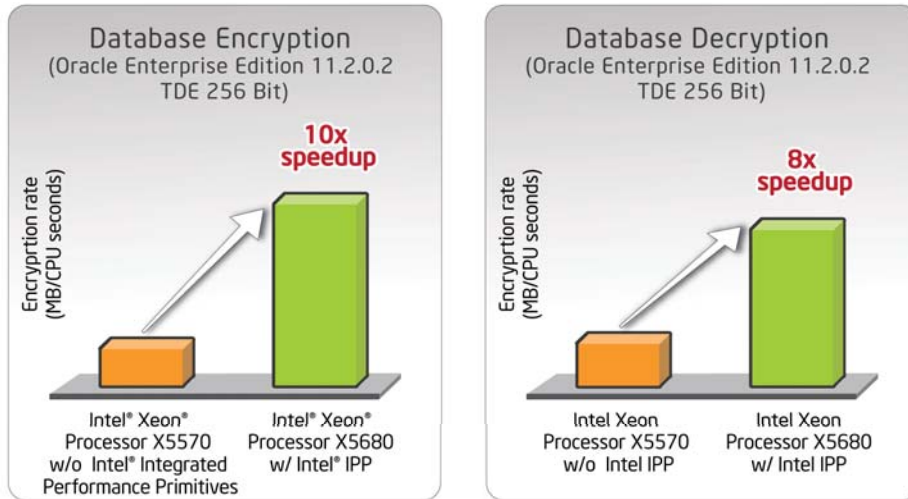 Database Encryption
(Oracle Enterprise Edition 11.2.0.2
TDE 256 Bit)
10x
speedup
Encryprtion rate
(MB/CPU seconds)
Intel® Xeon®
Processor X5570
w/o Intel® Integrated
Performance Primitives
Intel® Xeon®
Processor X5680
w/ Intel® IPP
Database Decryption
(Oracle Enterprise Edition 11.2.0.2
TDE 256 Bit)
8x
speedup
Encryprtion rate
(MB/CPU seconds)
Intel Xeon
Processor X5570
w/o Intel IPP
Intel Xeon
Processor X5680
w/ Intel IPP